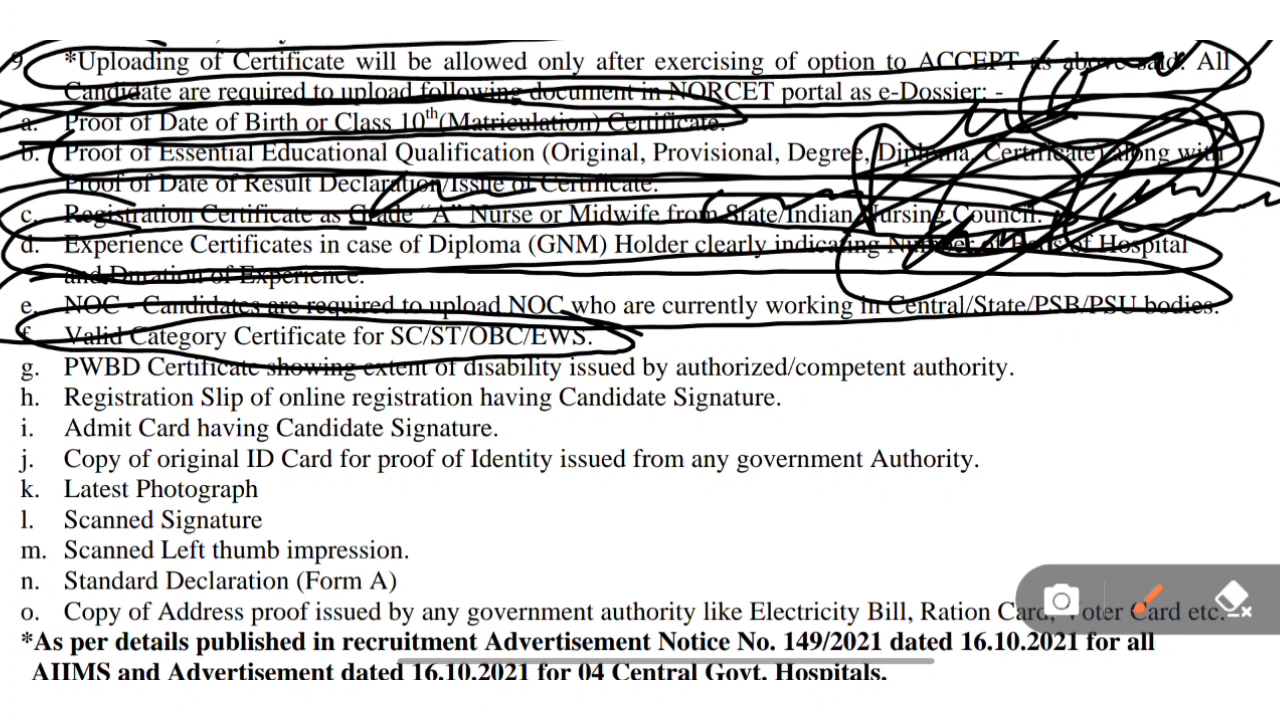 9. *Uploading of Certificate will be allowed only after exercising of option to ACCEPT as above said. All
Candidate are required to upload following document in NORCET portal as e-Dossier: -
a. Proof of Date of Birth or Class 10th (Matriculation) Certificate.
b. Proof of Essential Educational Qualification (Original, Provisional, Degree, Diploma, Certificate) along with
Proof of Date of Result Declaration/Issue of Certificate.
c. Registration Certificate as Grade "A" Nurse or Midwife from State/Indian Nursing Council.
d. Experience Certificates in case of Diploma (GNM) Holder clearly indicating Number of Beds of Hospital
and Duration of Experience.
e. NOC - Candidates are required to upload NOC who are currently working in Central/State/PSB/PSU bodies.
f. Valid Category Certificate for SC/ST/OBC/EWS.
g. PWBD Certificate showing extent of disability issued by authorized/competent authority.
h. Registration Slip of online registration having Candidate Signature.
i. Admit Card having Candidate Signature.
j. Copy of original ID Card for proof of Identity issued from any government Authority.
k. Latest Photograph
l. Scanned Signature
m. Scanned Left thumb impression.
n. Standard Declaration (Form A)
o. Copy of Address proof issued by any government authority like Electricity Bill, Ration Card, Voter Card etc.
*As per details published in recruitment Advertisement Notice No. 149/2021 dated 16.10.2021 for all
AIIMS and Advertisement dated 16.10.2021 for 04 Central Govt. Hospitals.